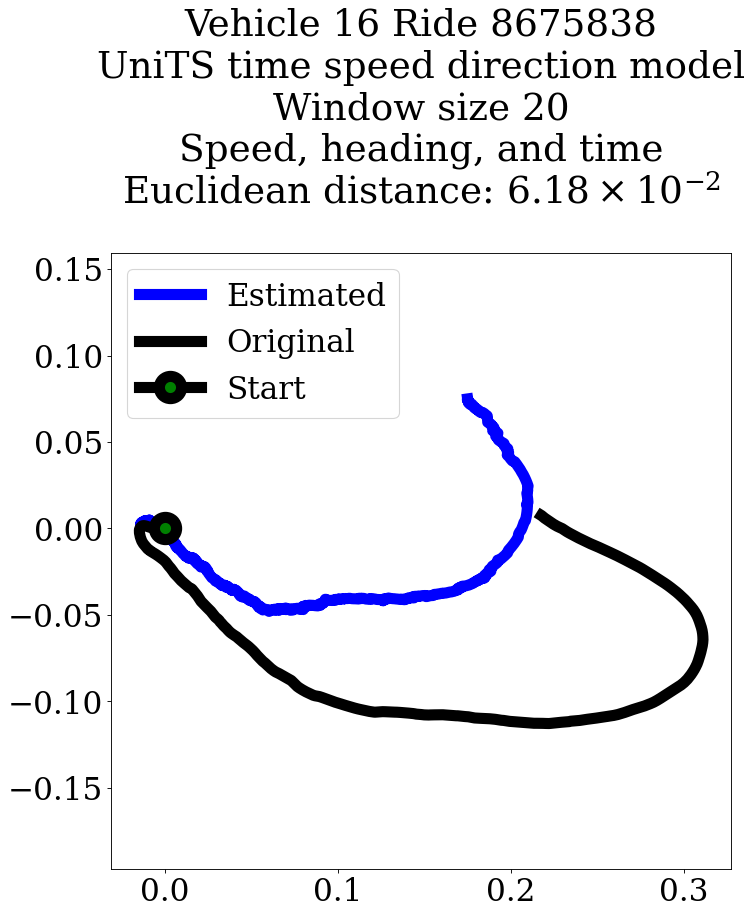 Vehicle 16 Ride 8675838
UniTS time speed direction model
Window size 20
Speed, heading, and time
Euclidean distance: 6.18 × 10⁻²
0.15
0.10
0.05
0.00
−0.05
−0.10
−0.15
Estimated
Original
Start
0.0 0.1 0.2 0.3